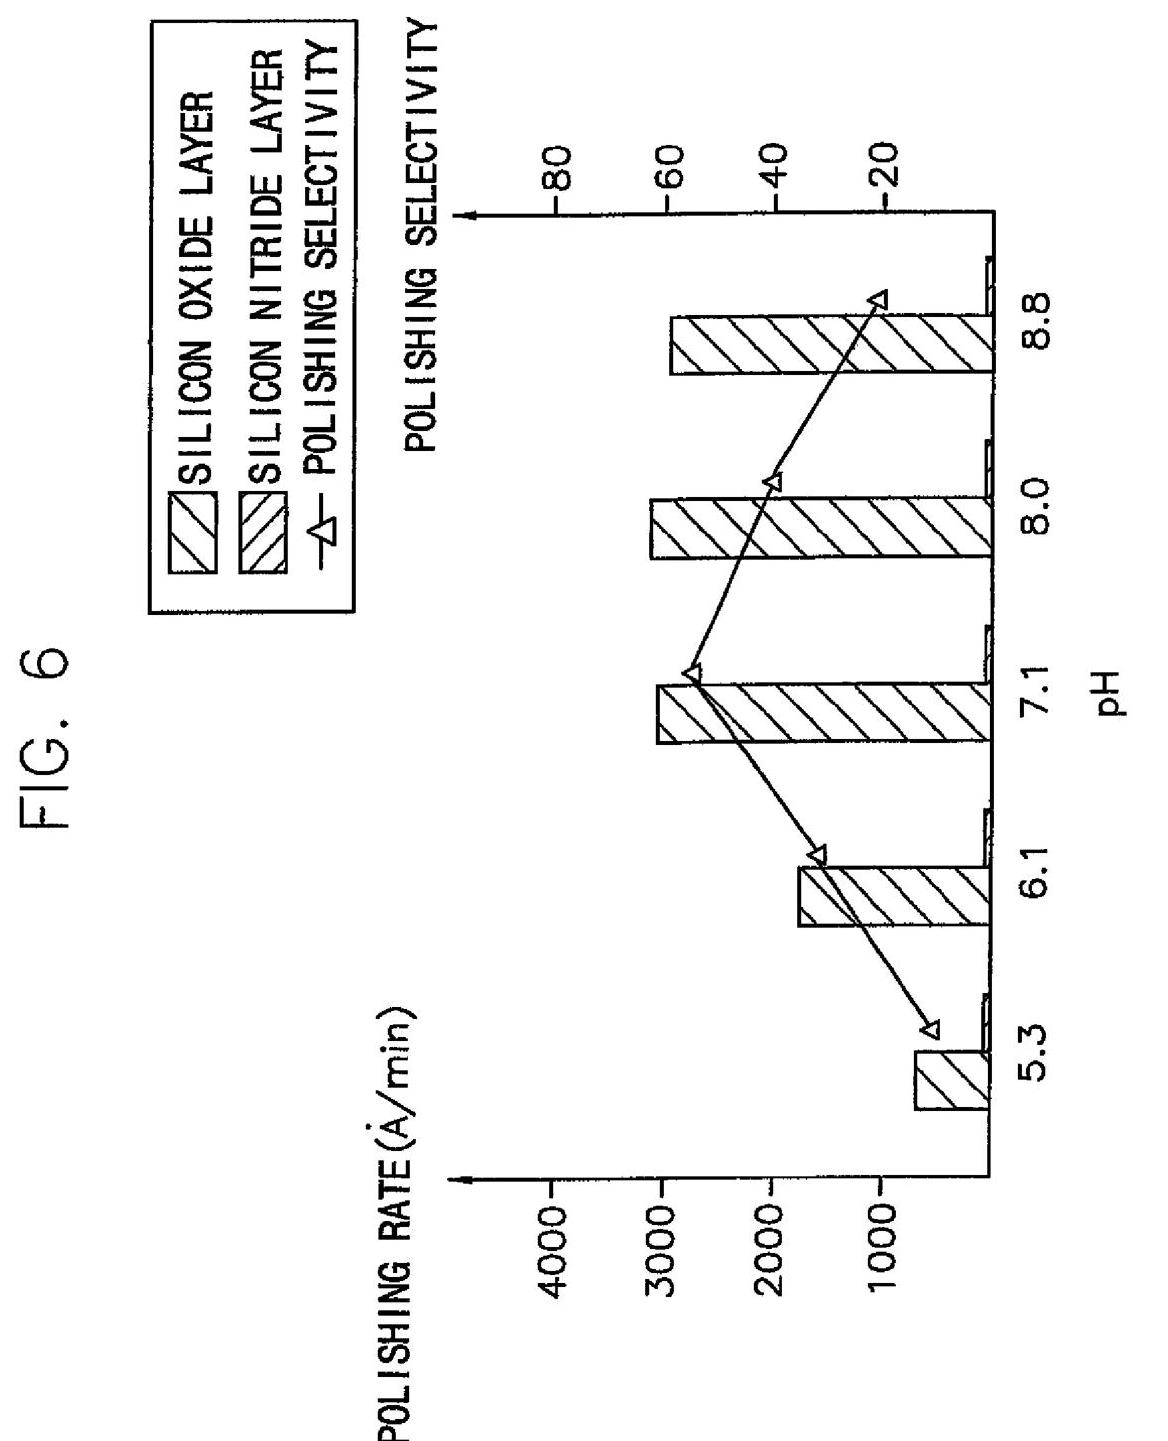 FIG. 6
SILICON OXIDE LAYER
SILICON NITRIDE LAYER
POLISHING SELECTIVITY
POLISHING RATE(Å/min)
POLISHING SELECTIVITY
4000
3000
2000
1000
80
60
40
20
5.3 6.1 7.1 8.0 8.8
pH